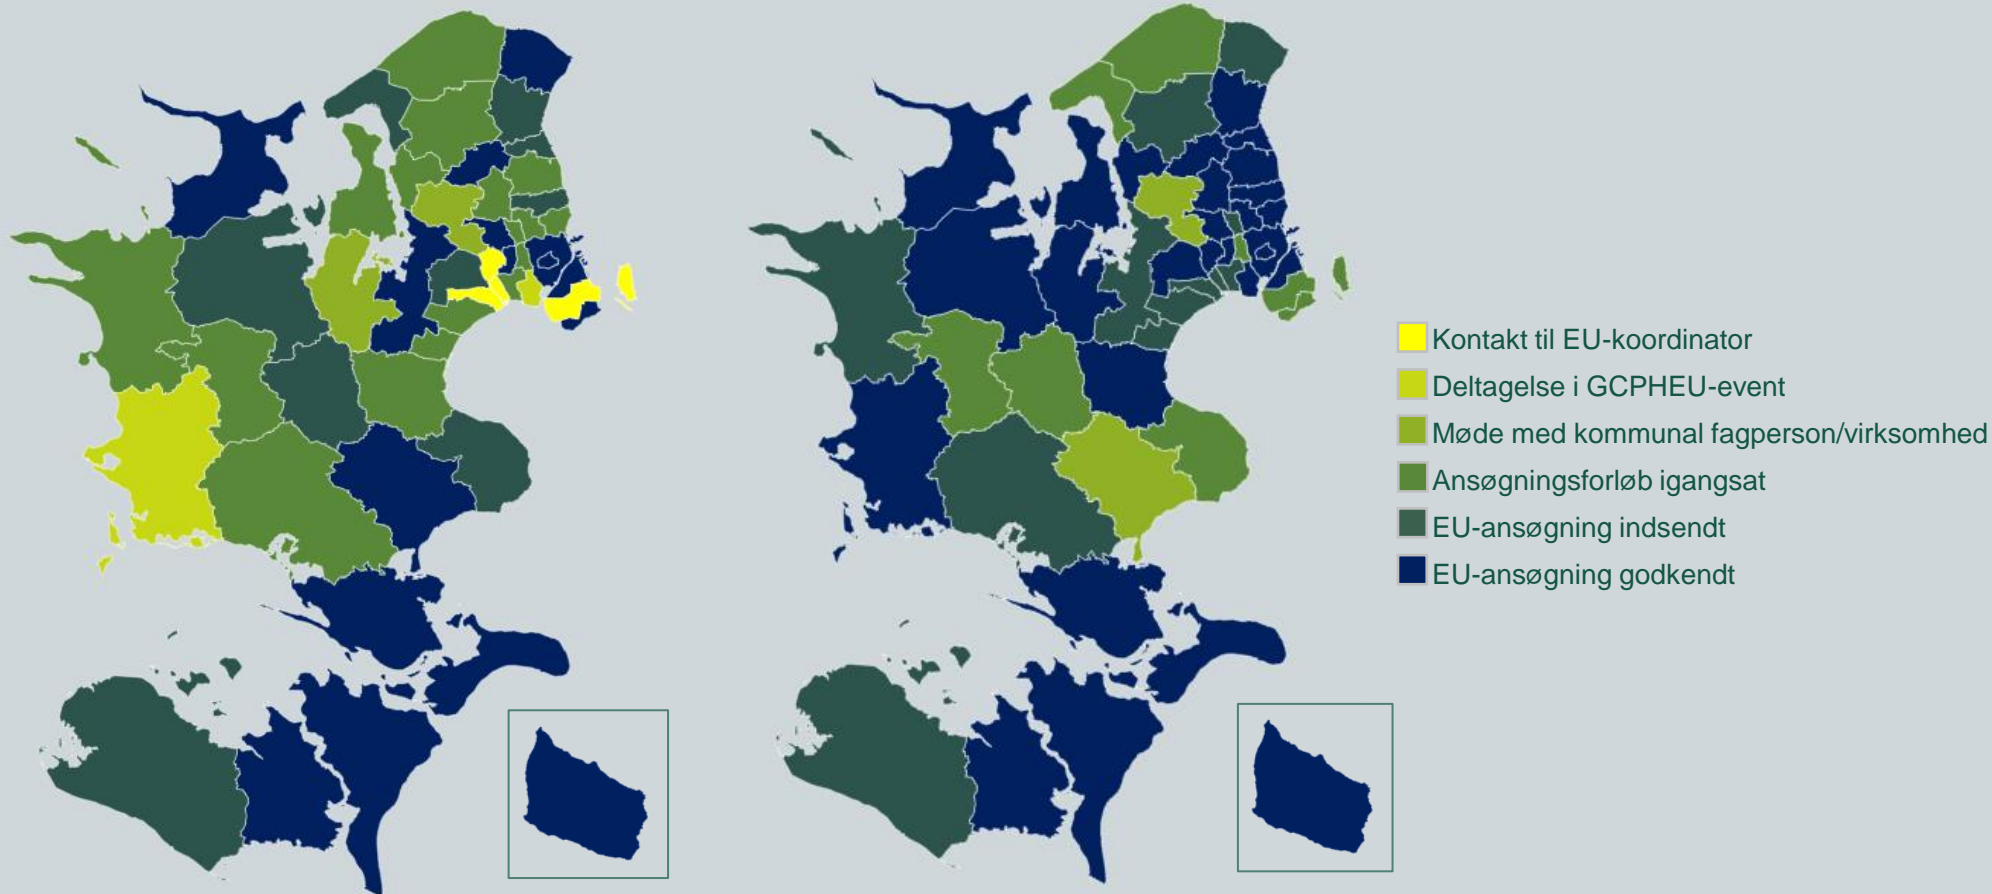 Kontakt til EU-koordinator
Deltagelse i GCPHEU-event
Møde med kommunal fagperson/virksomhed
Ansøgningsforløb igangsat
EU-ansøgning indsendt
EU-ansøgning godkendt